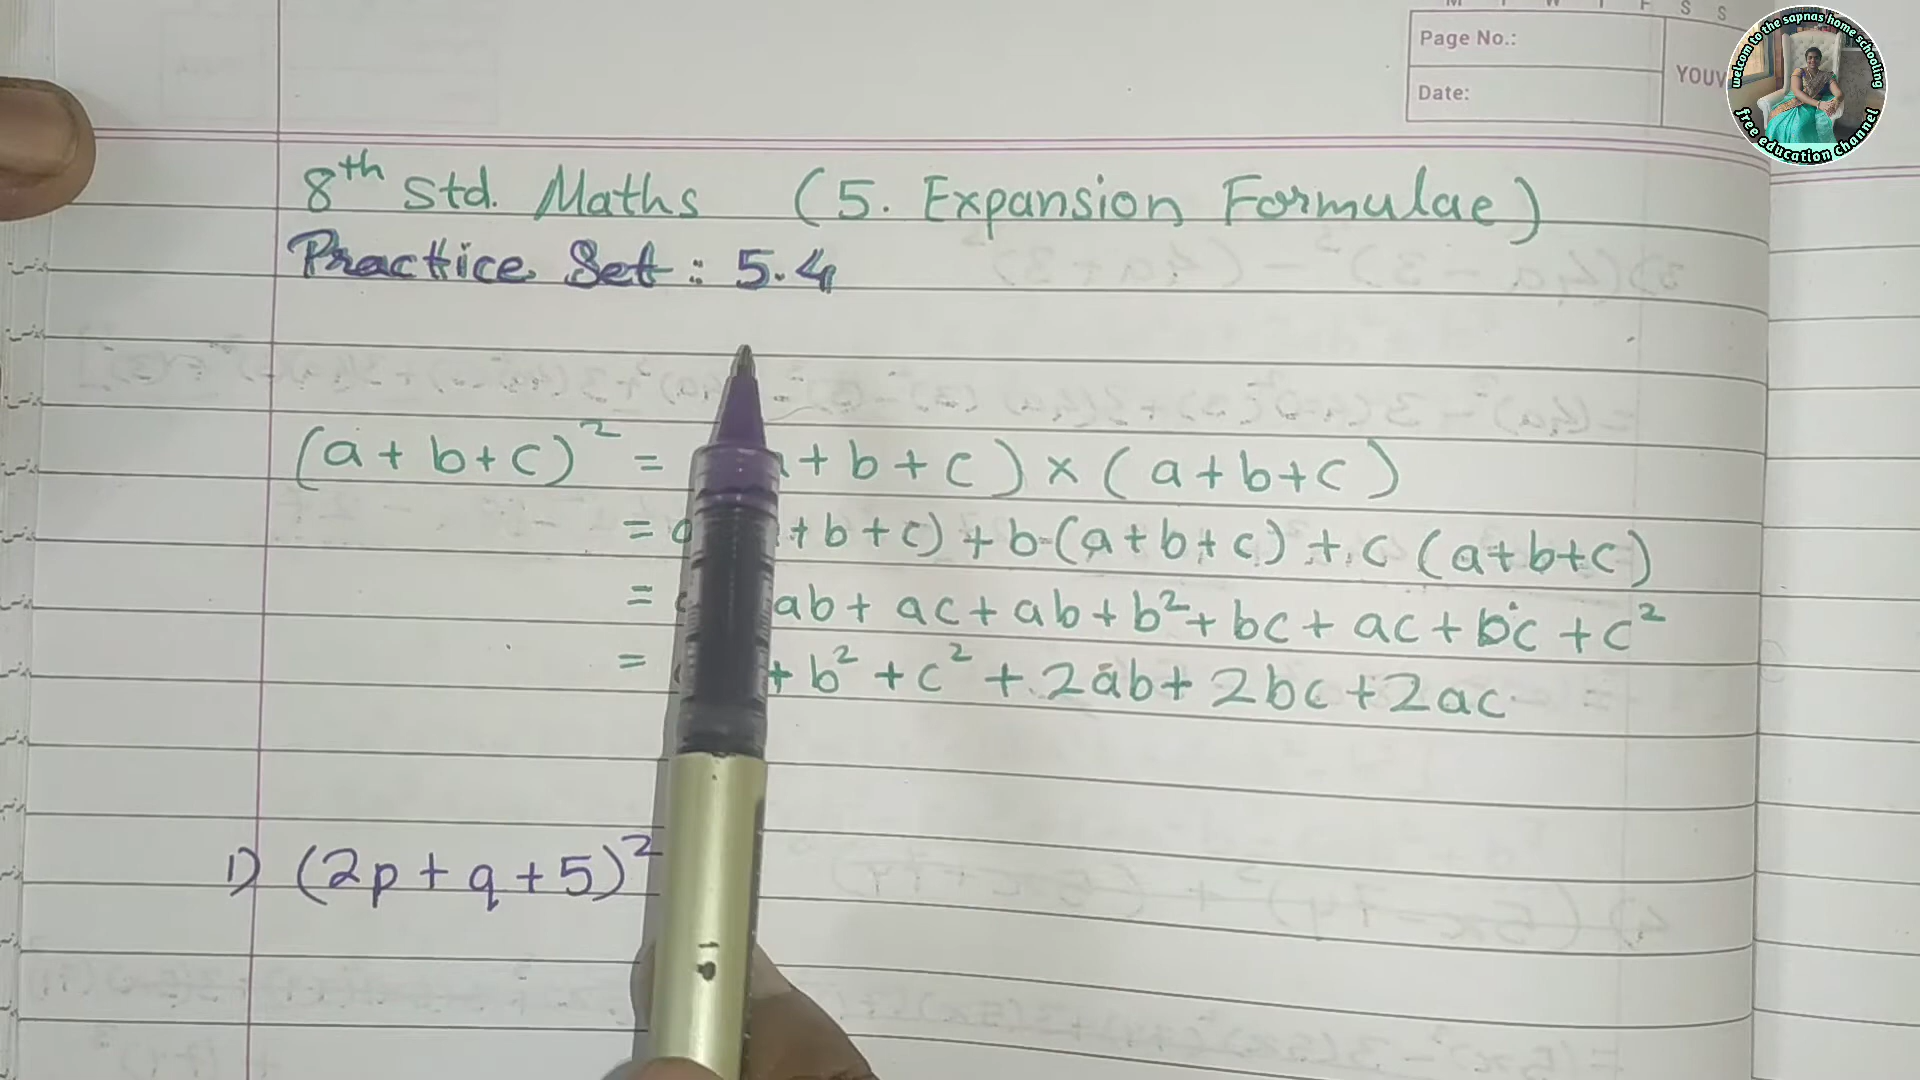 M T W T F S S
Page No.:
YOUV
Date:
welcom to the sapnas home schooling
free education channel
8th Std. Maths (5. Expansion Formulae)
Practice Set : 5.4
(a + b + c)² = + b + c) × (a + b + c)
= + b + c) + b (a + b + c) + c (a + b + c)
= ab + ac + ab + b² + bc + ac + bc + c²
= + b² + c² + 2ab + 2bc + 2ac
1) (2p + q + 5)²